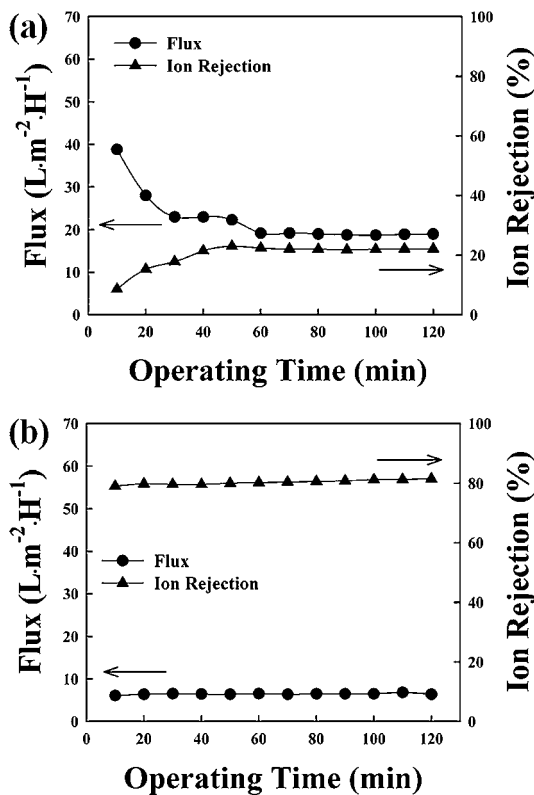 (a)
Flux (L·m⁻²·H⁻¹)
70
60
50
40
30
20
10
0
Flux
Ion Rejection
100
80
60
40
20
0
Ion Rejection (%)
0 20 40 60 80 100 120
Operating Time (min)
(b)
Flux (L·m⁻²·H⁻¹)
70
60
50
40
30
20
10
0
Flux
Ion Rejection
100
80
60
40
20
0
Ion Rejection (%)
0 20 40 60 80 100 120
Operating Time (min)